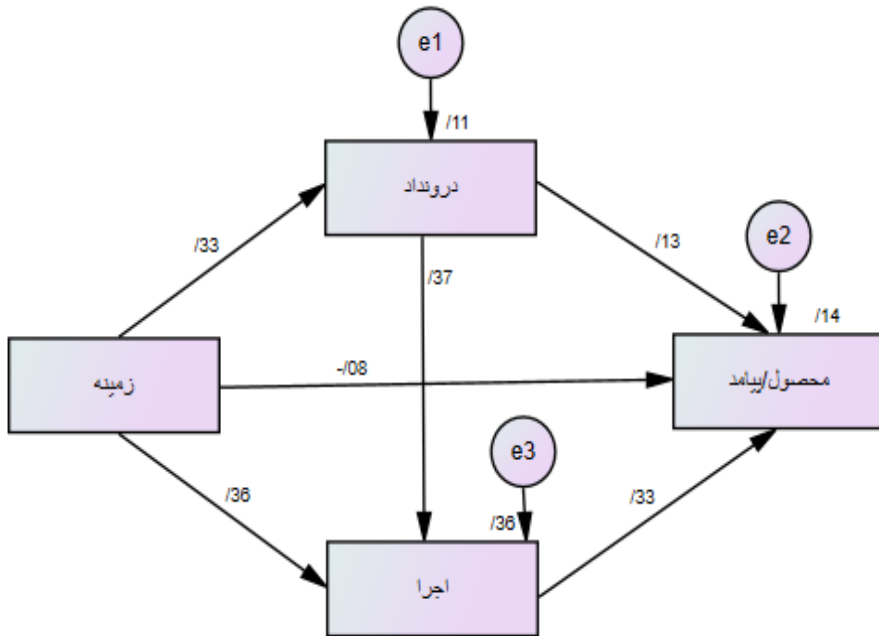 e1
/11
درونداد
/33
/13
e2
/37
/14
زمینه
-/08
محصول/پیامد
e3
/36
/33
/36
اجرا